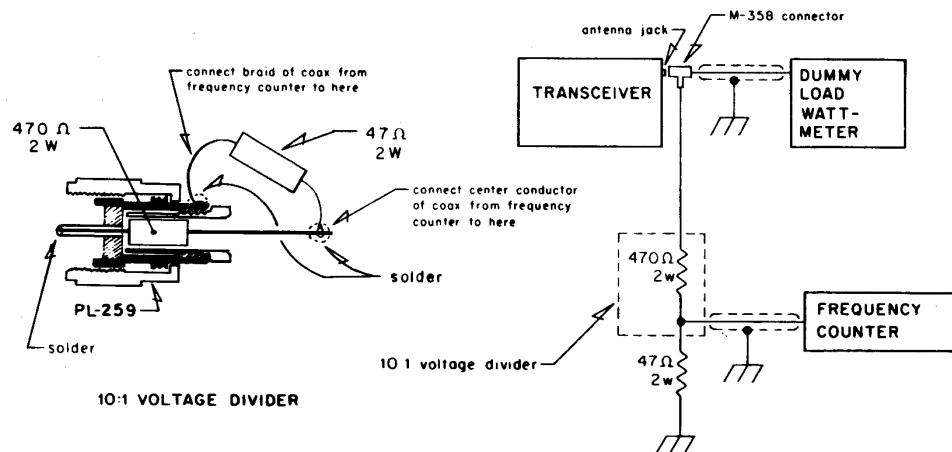 connect braid of coax from
frequency counter to here
470 Ω
2 W
47 Ω
2 W
connect center conductor
of coax from frequency
counter to here
solder
PL-259
solder
10:1 VOLTAGE DIVIDER
antenna jack
M-358 connector
TRANSCEIVER
DUMMY
LOAD
WATT-
METER
470Ω
2w
FREQUENCY
COUNTER
10 1 voltage divider
47Ω
2w